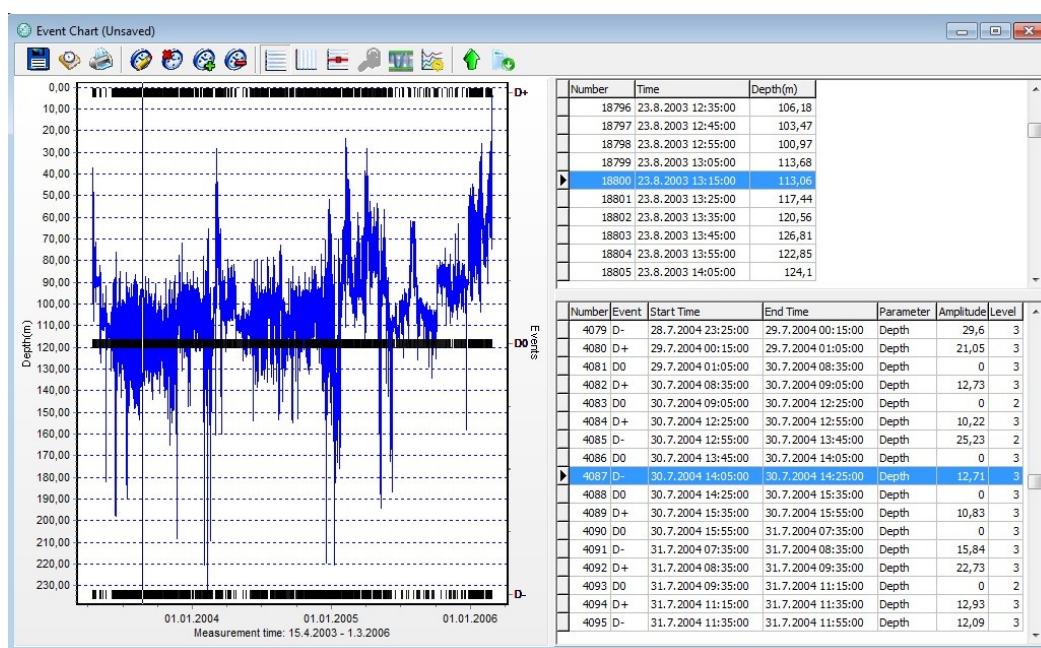 Event Chart (Unsaved)
0,00
10,00
20,00
30,00
40,00
50,00
60,00
70,00
80,00
90,00
100,00
110,00
120,00
130,00
140,00
150,00
160,00
170,00
180,00
190,00
200,00
210,00
220,00
230,00
Depth(m)
D+
D0
D-
Events
01.01.2004 01.01.2005 01.01.2006
Measurement time: 15.4.2003 - 1.3.2006
Number Time Depth(m)
18796 23.8.2003 12:35:00 106,18
18797 23.8.2003 12:45:00 103,47
18798 23.8.2003 12:55:00 100,97
18799 23.8.2003 13:05:00 113,68
18800 23.8.2003 13:15:00 113,06
18801 23.8.2003 13:25:00 117,44
18802 23.8.2003 13:35:00 120,56
18803 23.8.2003 13:45:00 126,81
18804 23.8.2003 13:55:00 122,85
18805 23.8.2003 14:05:00 124,1
Number Event Start Time End Time Parameter Amplitude Level
4079 D- 28.7.2004 23:25:00 29.7.2004 00:15:00 Depth 29,6 3
4080 D+ 29.7.2004 00:15:00 29.7.2004 01:05:00 Depth 21,05 3
4081 D0 29.7.2004 01:05:00 30.7.2004 08:35:00 Depth 0 3
4082 D+ 30.7.2004 08:35:00 30.7.2004 09:05:00 Depth 12,73 3
4083 D0 30.7.2004 09:05:00 30.7.2004 12:25:00 Depth 0 2
4084 D+ 30.7.2004 12:25:00 30.7.2004 12:55:00 Depth 10,22 3
4085 D- 30.7.2004 12:55:00 30.7.2004 13:45:00 Depth 25,23 2
4086 D0 30.7.2004 13:45:00 30.7.2004 14:05:00 Depth 0 3
4087 D- 30.7.2004 14:05:00 30.7.2004 14:25:00 Depth 12,71 3
4088 D0 30.7.2004 14:25:00 30.7.2004 15:35:00 Depth 0 3
4089 D+ 30.7.2004 15:35:00 30.7.2004 15:55:00 Depth 10,83 3
4090 D0 30.7.2004 15:55:00 31.7.2004 07:35:00 Depth 0 3
4091 D- 31.7.2004 07:35:00 31.7.2004 08:35:00 Depth 15,84 3
4092 D+ 31.7.2004 08:35:00 31.7.2004 09:35:00 Depth 22,73 3
4093 D0 31.7.2004 09:35:00 31.7.2004 11:15:00 Depth 0 2
4094 D+ 31.7.2004 11:15:00 31.7.2004 11:35:00 Depth 12,93 3
4095 D- 31.7.2004 11:35:00 31.7.2004 11:55:00 Depth 12,09 3